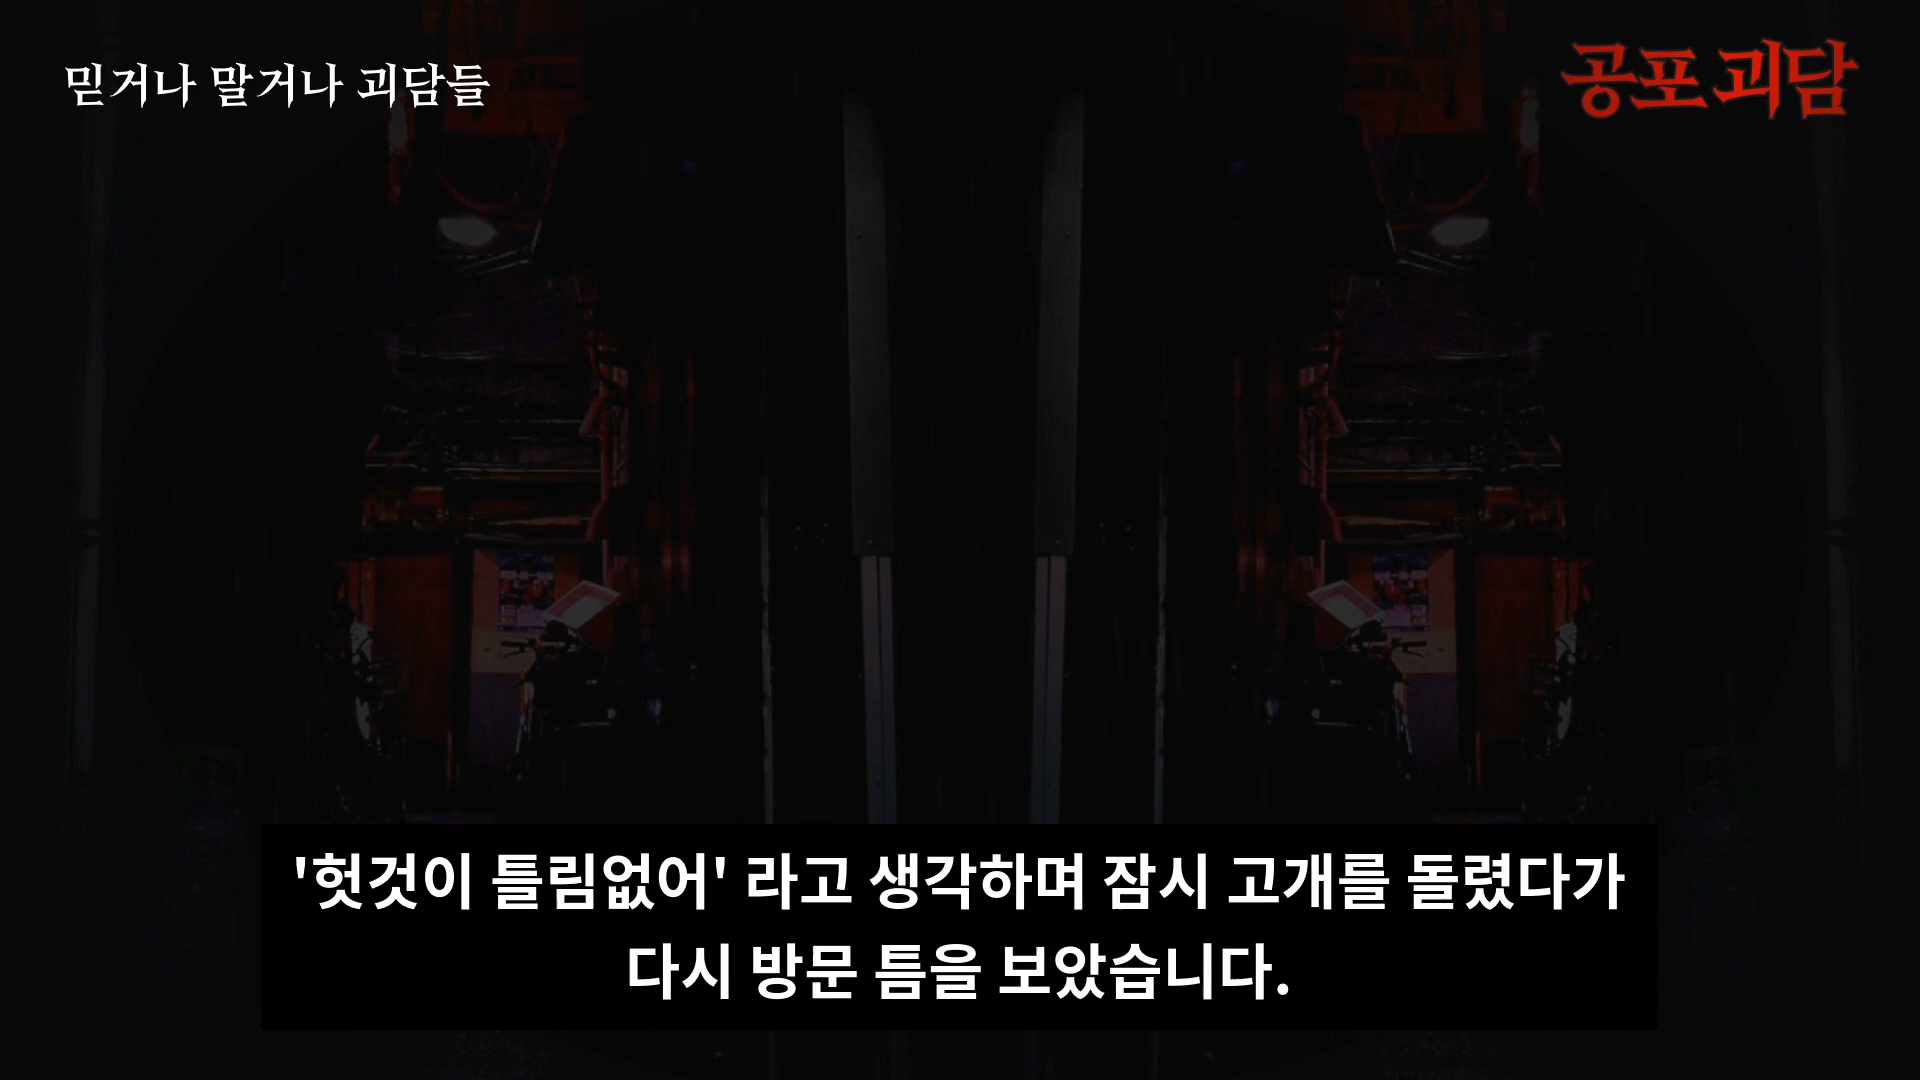 믿거나 말거나 괴담들
공포 괴담
'헛것이 틀림없어' 라고 생각하며 잠시 고개를 돌렸다가
다시 방문 틈을 보았습니다.